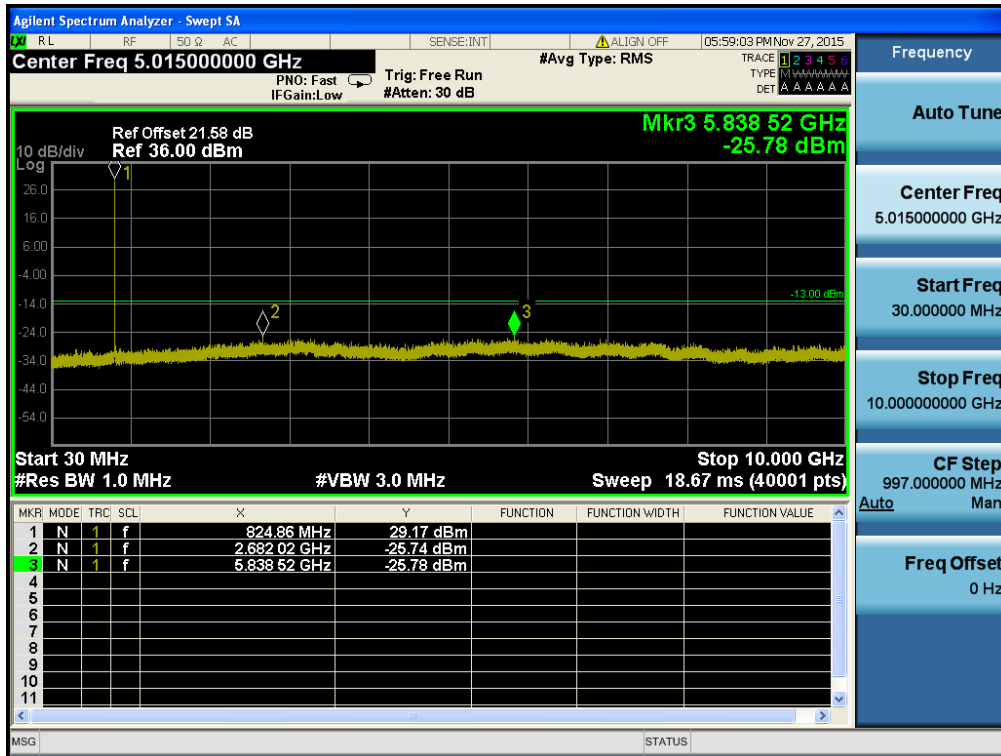 Agilent Spectrum Analyzer - Swept SA
LXI RL RF 50 Ω AC SENSE:INT ALIGN OFF 05:59:03 PM Nov 27, 2015
Center Freq 5.015000000 GHz
PNO: Fast
IFGain:Low
Trig: Free Run
#Atten: 30 dB
#Avg Type: RMS
TRACE 1 2 3 4 5 6
TYPE M W W W W W
DET A A A A A A
Mkr3 5.838 52 GHz
-25.78 dBm
Ref Offset 21.58 dB
10 dB/div Ref 36.00 dBm
Log
1
26.0
16.0
6.00
-4.00
-13.00 dBm
-14.0
2
3
-24.0
-34.0
-44.0
-54.0
Start 30 MHz Stop 10.000 GHz
#Res BW 1.0 MHz #VBW 3.0 MHz Sweep 18.67 ms (40001 pts)
MKR MODE TRC SCL X Y FUNCTION FUNCTION WIDTH FUNCTION VALUE
1 N 1 f 824.86 MHz 29.17 dBm
2 N 1 f 2.682 02 GHz -25.74 dBm
3 N 1 f 5.838 52 GHz -25.78 dBm
4
5
6
7
8
9
10
11
MSG STATUS
Frequency
Auto Tune
Center Freq
5.015000000 GHz
Start Freq
30.000000 MHz
Stop Freq
10.000000000 GHz
CF Step
997.000000 MHz
Auto Man
Freq Offset
0 Hz